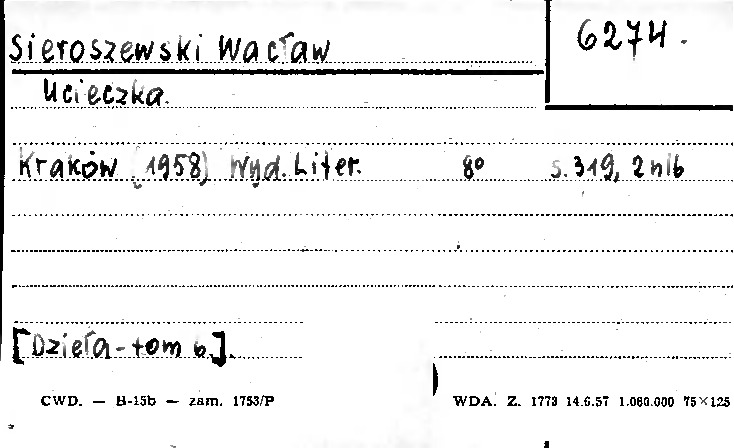 Sieroszewski Wacław
6274.
Ucieczka.
Kraków (1958) Wyd. Liter. 8° s. 319, 2 nlb
[Dzieła - tom 6.].
CWD. — B-15b — zam. 1753/P
WDA. Z. 1773 14.6.57 1.060.000 75×125